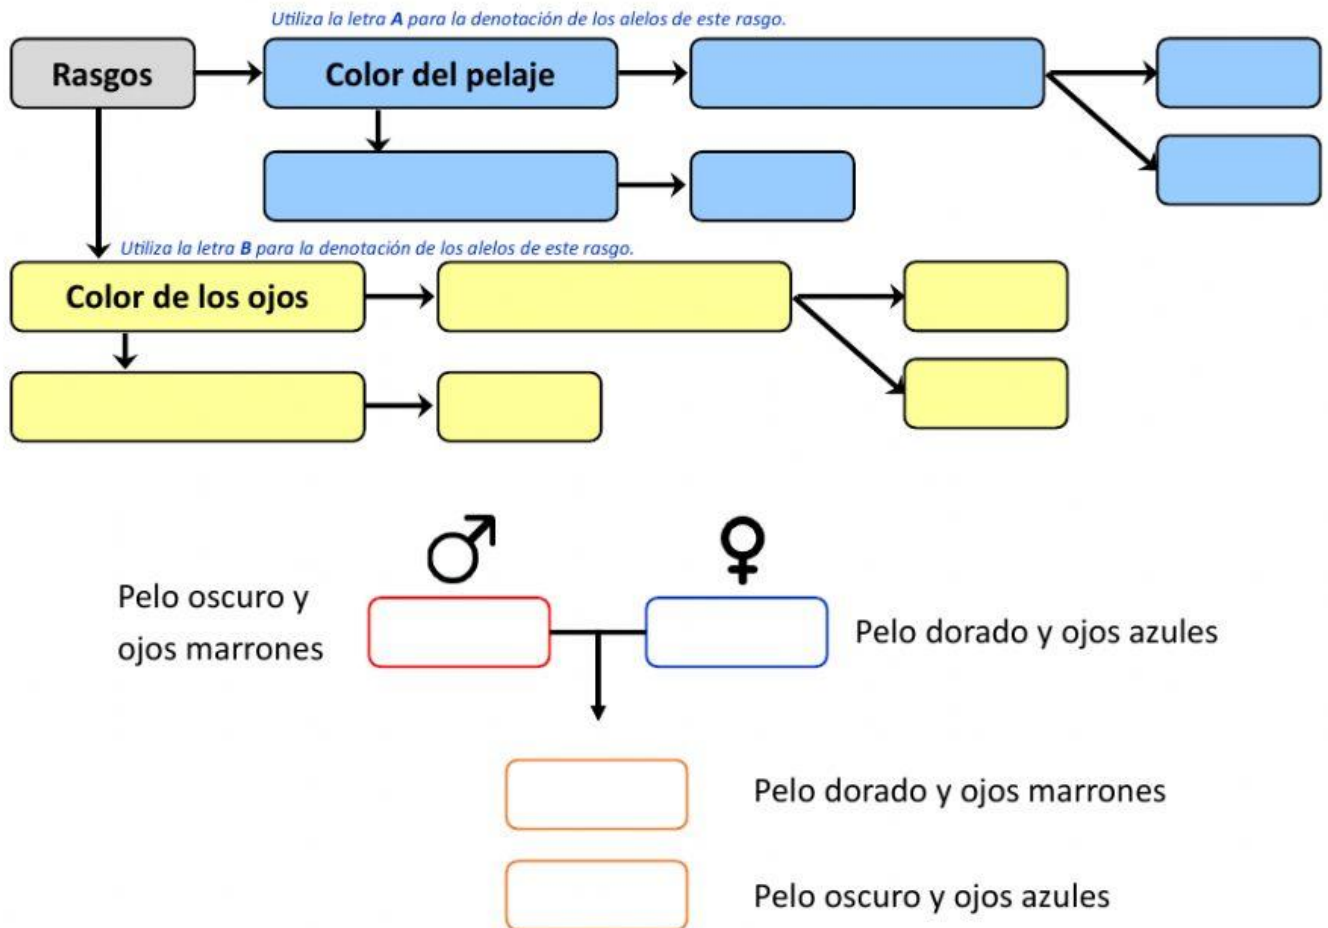 Utiliza la letra A para la denotación de los alelos de este rasgo.
Rasgos
Color del pelaje
Utiliza la letra B para la denotación de los alelos de este rasgo.
Color de los ojos
Pelo oscuro y
ojos marrones
Pelo dorado y ojos azules
Pelo dorado y ojos marrones
Pelo oscuro y ojos azules